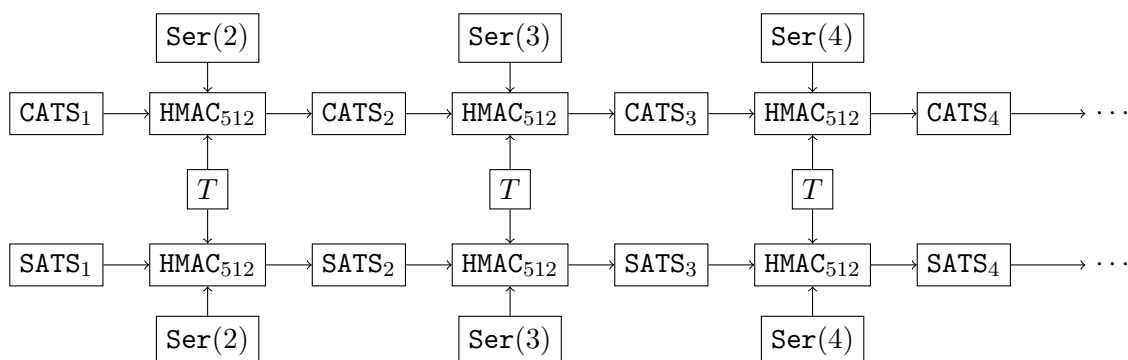 Ser(2) Ser(3) Ser(4)
CATS₁ HMAC₅₁₂ CATS₂ HMAC₅₁₂ CATS₃ HMAC₅₁₂ CATS₄ ⋯
T T T
SATS₁ HMAC₅₁₂ SATS₂ HMAC₅₁₂ SATS₃ HMAC₅₁₂ SATS₄ ⋯
Ser(2) Ser(3) Ser(4)